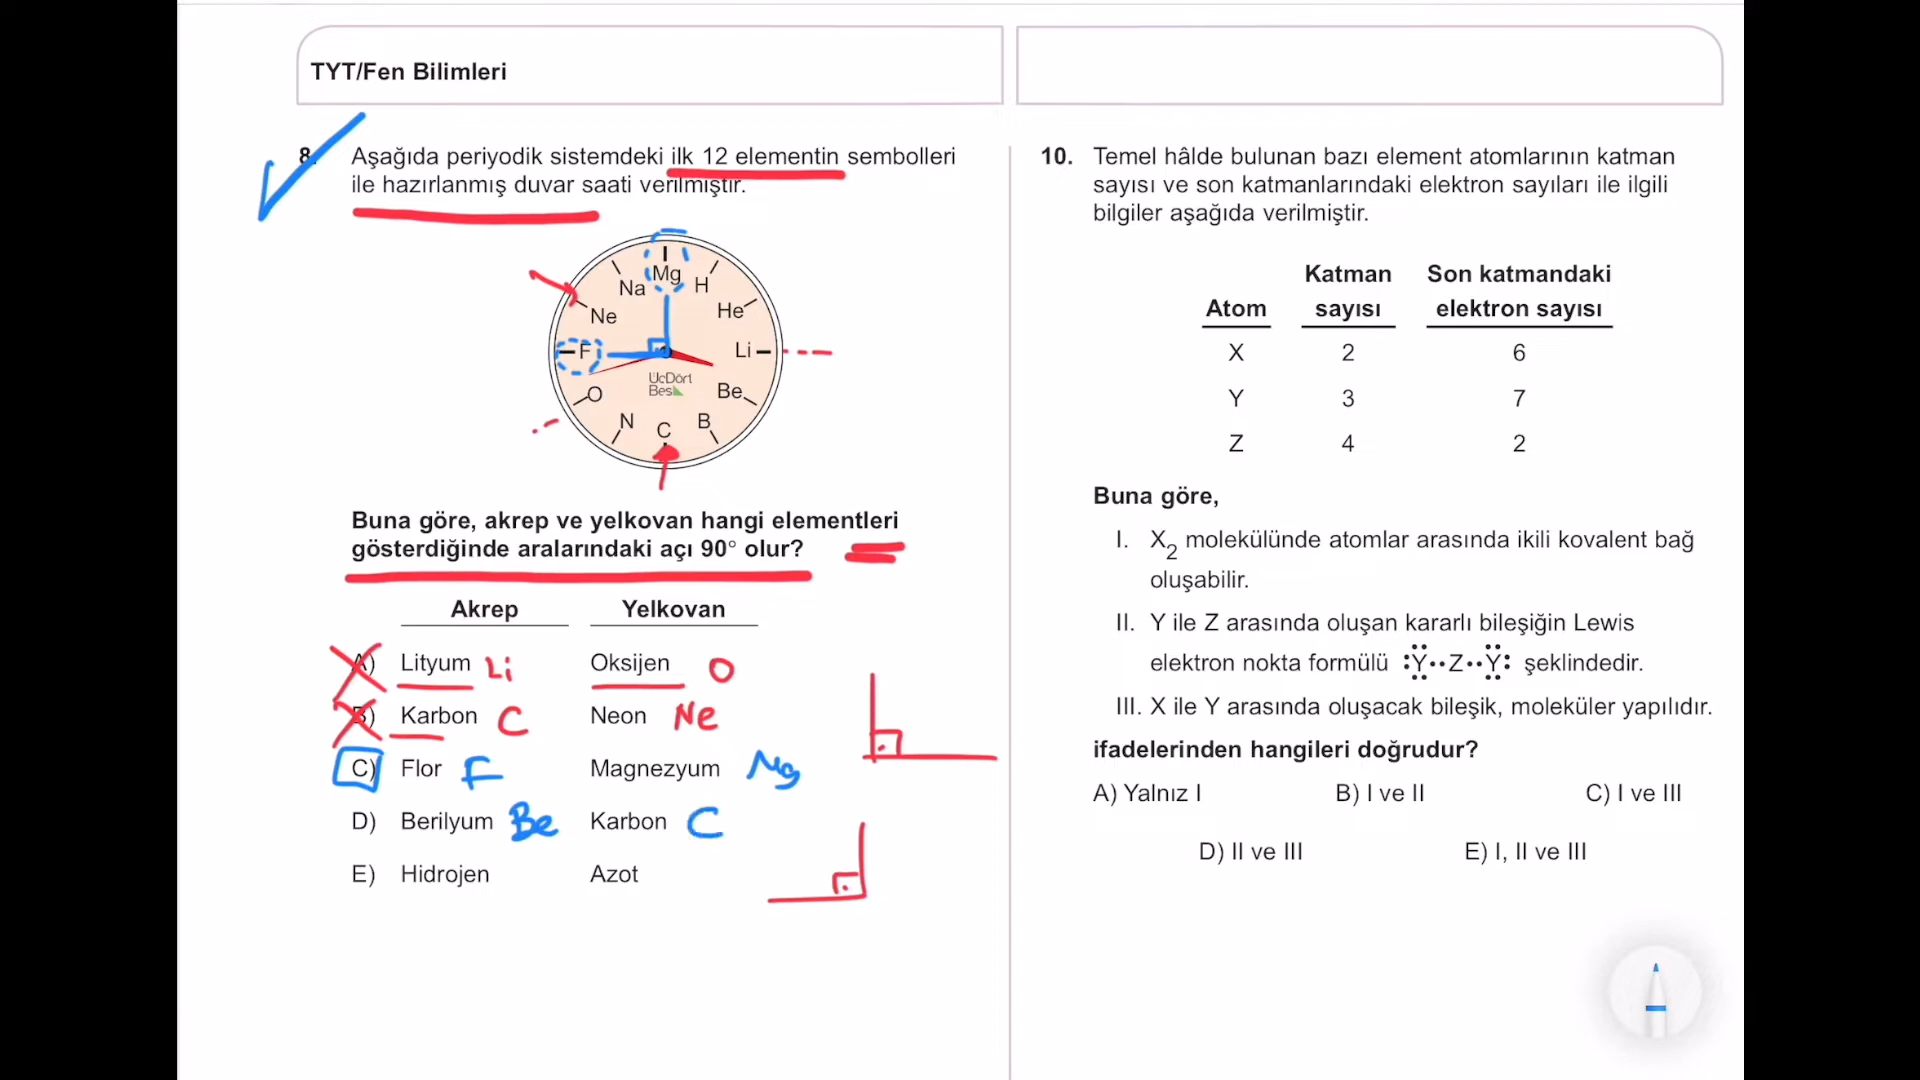 TYT/Fen Bilimleri
8. Aşağıda periyodik sistemdeki ilk 12 elementin sembolleri
ile hazırlanmış duvar saati verilmiştir.
Mg
Na
H
Ne
He
F
Li
O
Be
N
C
B
ÜçDört
Beş
Buna göre, akrep ve yelkovan hangi elementleri
gösterdiğinde aralarındaki açı 90° olur?
Akrep Yelkovan
A) Lityum Li Oksijen O
B) Karbon C Neon Ne
C) Flor F Magnezyum Mg
D) Berilyum Be Karbon C
E) Hidrojen Azot
10. Temel hâlde bulunan bazı element atomlarının katman
sayısı ve son katmanlarındaki elektron sayıları ile ilgili
bilgiler aşağıda verilmiştir.
Katman Son katmandaki
Atom sayısı elektron sayısı
X 2 6
Y 3 7
Z 4 2
Buna göre,
I. X₂ molekülünde atomlar arasında ikili kovalent bağ
oluşabilir.
II. Y ile Z arasında oluşan kararlı bileşiğin Lewis
elektron nokta formülü :Y··Z··Y: şeklindedir.
III. X ile Y arasında oluşacak bileşik, moleküler yapılıdır.
ifadelerinden hangileri doğrudur?
A) Yalnız I B) I ve II C) I ve III
D) II ve III E) I, II ve III